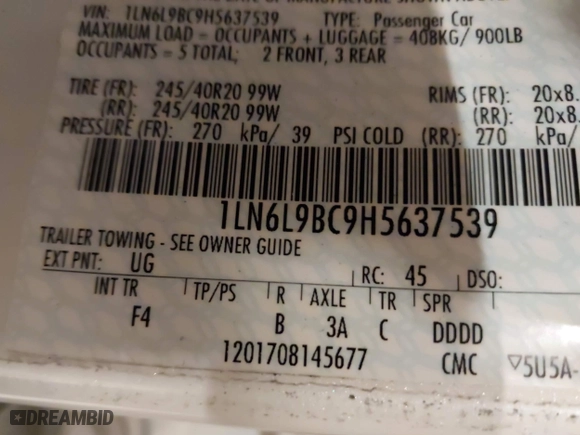 VIN: 1LN6L9BC9H5637539 TYPE: Passenger Car
MAXIMUM LOAD = OCCUPANTS + LUGGAGE = 408KG/ 900LB
OCCUPANTS = 5 TOTAL; 2 FRONT, 3 REAR
TIRE (FR): 245/40R20 99W RIMS (FR): 20x8.
(RR): 245/40R20 99W (RR): 20x8.
PRESSURE (FR): 270 kPa/ 39 PSI COLD (RR): 270 kPa/
1LN6L9BC9H5637539
TRAILER TOWING - SEE OWNER GUIDE
EXT PNT: UG RC: 45 DSO:
INT TR TP/PS R AXLE TR SPR
F4 B 3A C DDDD
1201708145677 CMC ▽5U5A-
DREAMBID